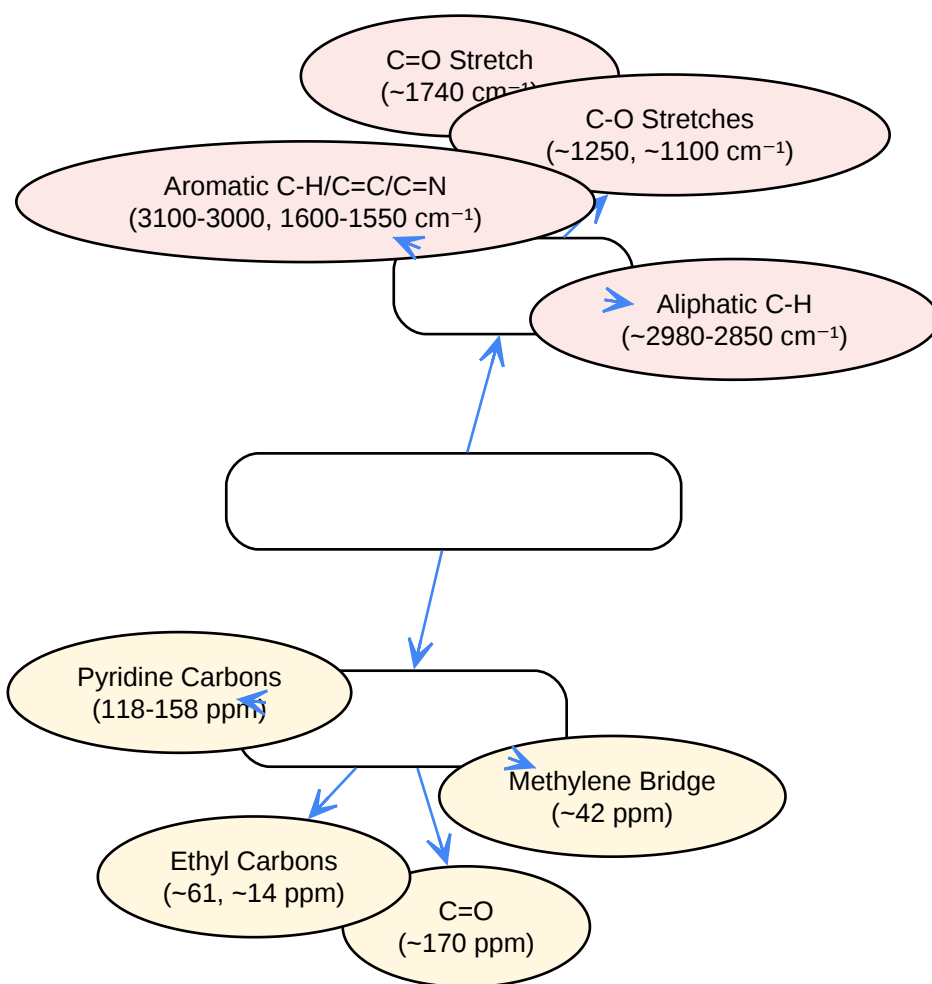 C=O Stretch
(~1740 cm⁻¹)
C-O Stretches
(~1250, ~1100 cm⁻¹)
Aromatic C-H/C=C/C=N
(3100-3000, 1600-1550 cm⁻¹)
Aliphatic C-H
(~2980-2850 cm⁻¹)
Pyridine Carbons
(118-158 ppm)
Methylene Bridge
(~42 ppm)
Ethyl Carbons
(~61, ~14 ppm)
C=O
(~170 ppm)